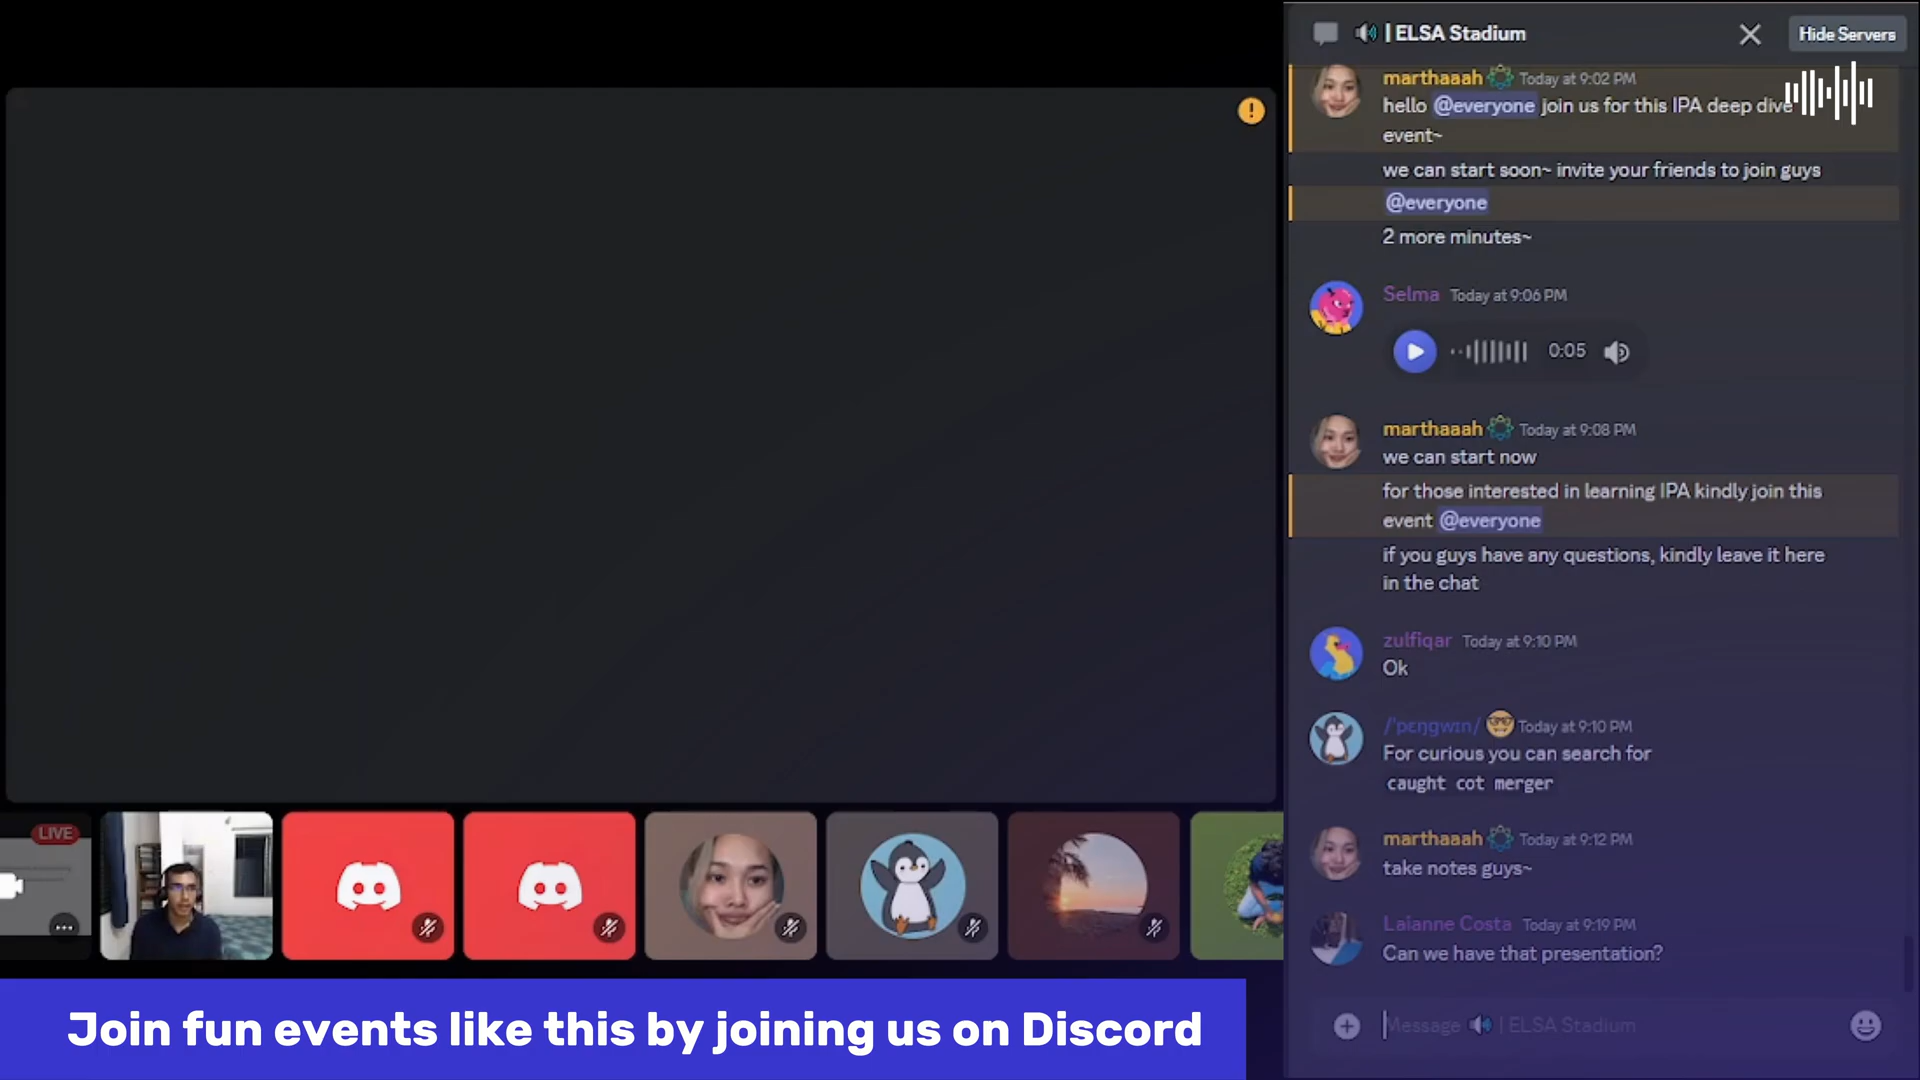 | ELSA Stadium
Hide Servers
marthaaah Today at 9:02 PM
hello @everyone join us for this IPA deep dive
event~
we can start soon~ invite your friends to join guys
@everyone
2 more minutes~
Selma Today at 9:06 PM
0:05
marthaaah Today at 9:08 PM
we can start now
for those interested in learning IPA kindly join this
event @everyone
if you guys have any questions, kindly leave it here
in the chat
zulfiqar Today at 9:10 PM
Ok
/ˈpɛŋgwɪn/ Today at 9:10 PM
For curious you can search for
caught cot merger
marthaaah Today at 9:12 PM
take notes guys~
Laianne Costa Today at 9:19 PM
Can we have that presentation?
Message | ELSA Stadium
LIVE
Join fun events like this by joining us on Discord